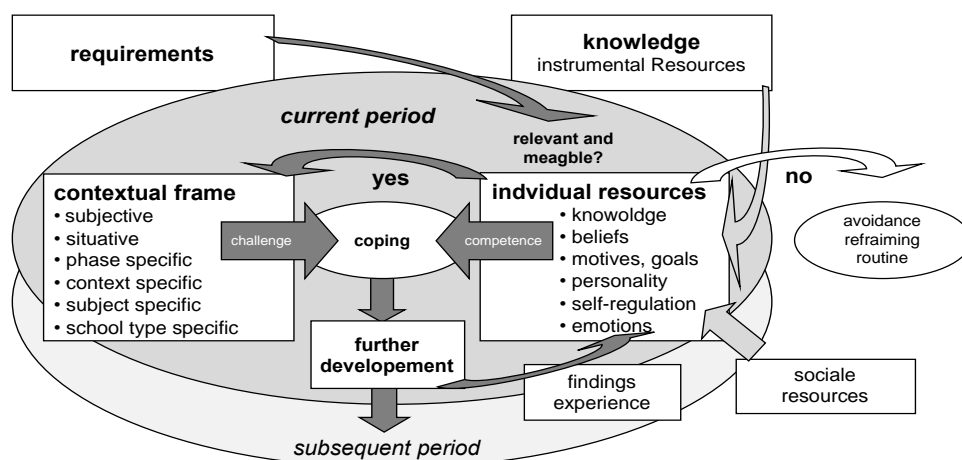 requirements
knowledge
instrumental Resources
current period
relevant and
meagble?
yes
no
contextual frame
• subjective
• situative
• phase specific
• context specific
• subject specific
• school type specific
challenge
coping
competence
indvidual resources
• knowoldge
• beliefs
• motives, goals
• personality
• self-regulation
• emotions
avoidance
refraiming
routine
further
developement
findings
experience
sociale
resources
subsequent period